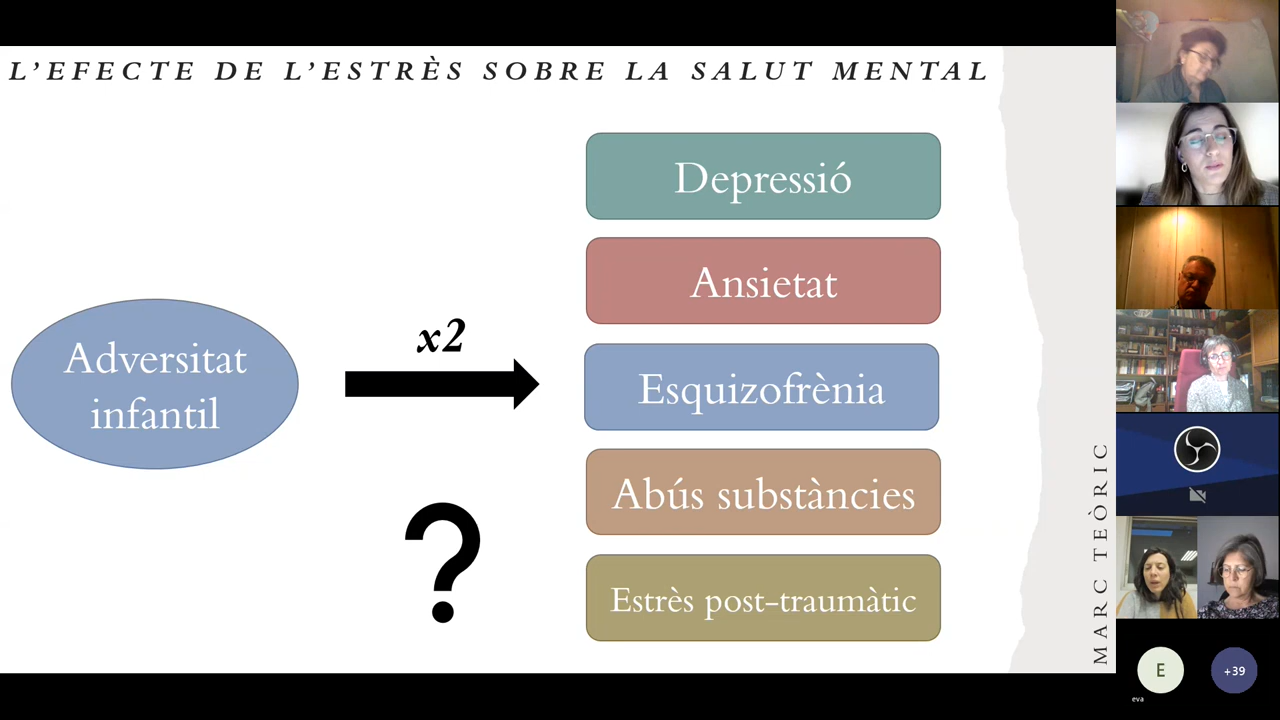 L’EFECTE DE L’ESTRÈS SOBRE LA SALUT MENTAL
Adversitat
infantil
x2
?
Depressió
Ansietat
Esquizofrènia
Abús substàncies
Estrès post-traumàtic
MARC TEÒRIC
E
eva
+39